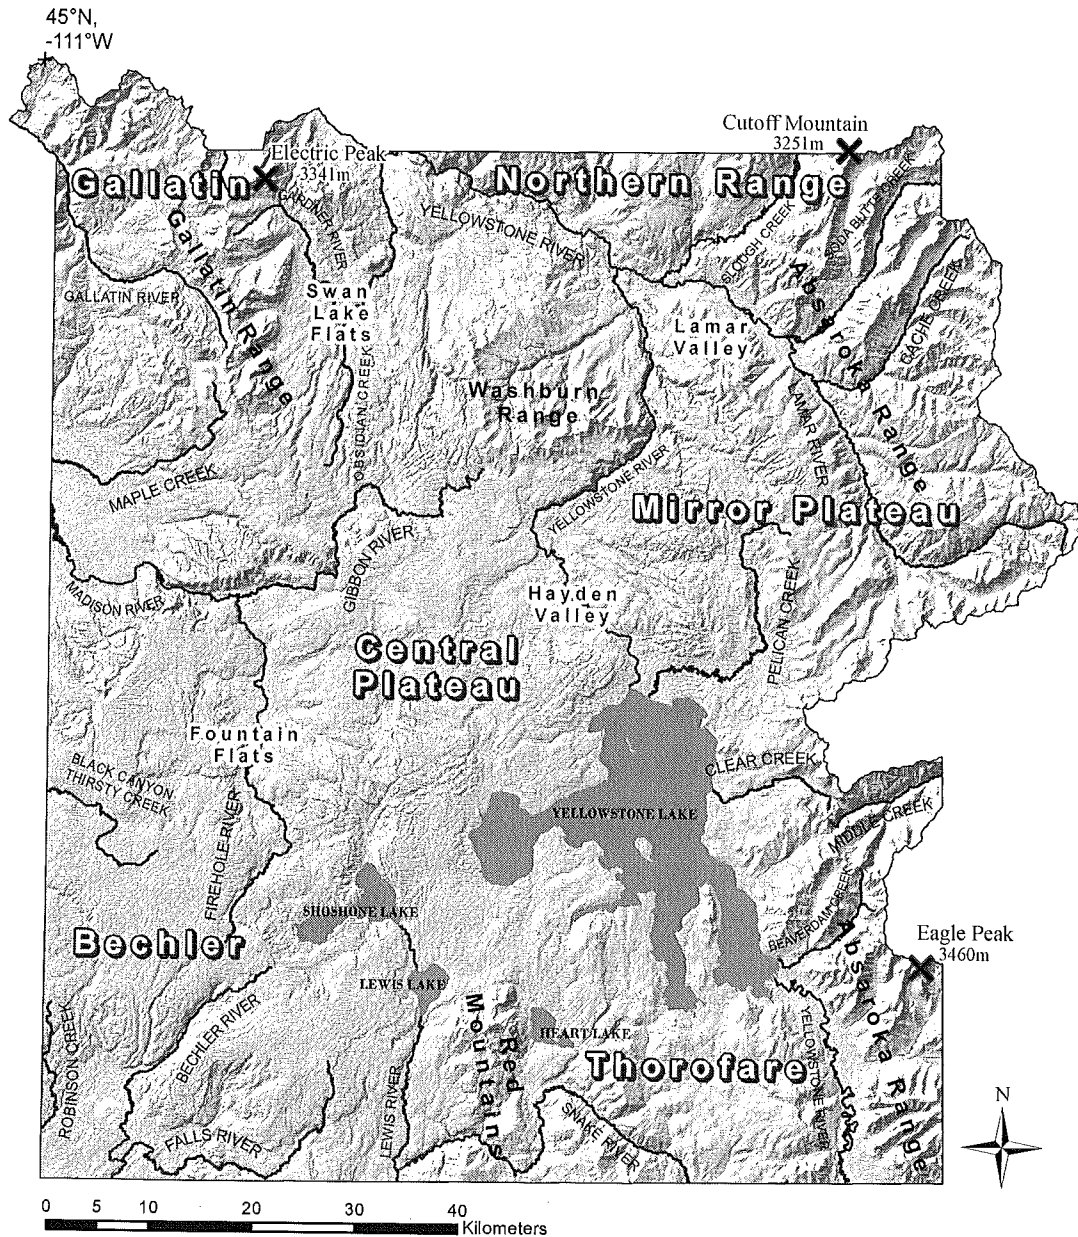 45°N,
-111°W
Cutoff Mountain
3251m
Electric Peak
3341m
Gallatin
Northern Range
GARDNER RIVER
YELLOWSTONE RIVER
SLOUGH CREEK
SODA BUTTE CREEK
Gallatin Range
GALLATIN RIVER
Swan
Lake
Flats
Lamar
Valley
Absaroka Range
CACHE CREEK
OBSIDIAN CREEK
Washburn
Range
LAMAR RIVER
MAPLE CREEK
YELLOWSTONE RIVER
Mirror Plateau
GIBBON RIVER
MADISON RIVER
Hayden
Valley
PELICAN CREEK
Central
Plateau
Fountain
Flats
BLACK CANYON
THIRSTY CREEK
CLEAR CREEK
FIREHOLE RIVER
YELLOWSTONE LAKE
MIDDLE CREEK
BEAVERDAM CREEK
SHOSHONE LAKE
Bechler
Eagle Peak
3460m
LEWIS LAKE
Absaroka Range
ROBINSON CREEK
BECHLER RIVER
Red
Mountains
HEART LAKE
Thorofare
YELLOWSTONE RIVER
LEWIS RIVER
SNAKE RIVER
FALLS RIVER
N
0 5 10 20 30 40
Kilometers